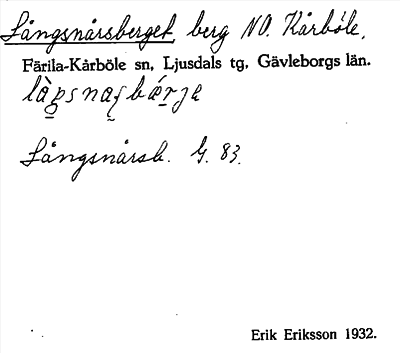 Långsnårsberget, berg NO. Kårböle,
Färila-Kårböle sn, Ljusdals tg, Gävleborgs län.
Långsnårsb. G. 83.
Erik Eriksson 1932.